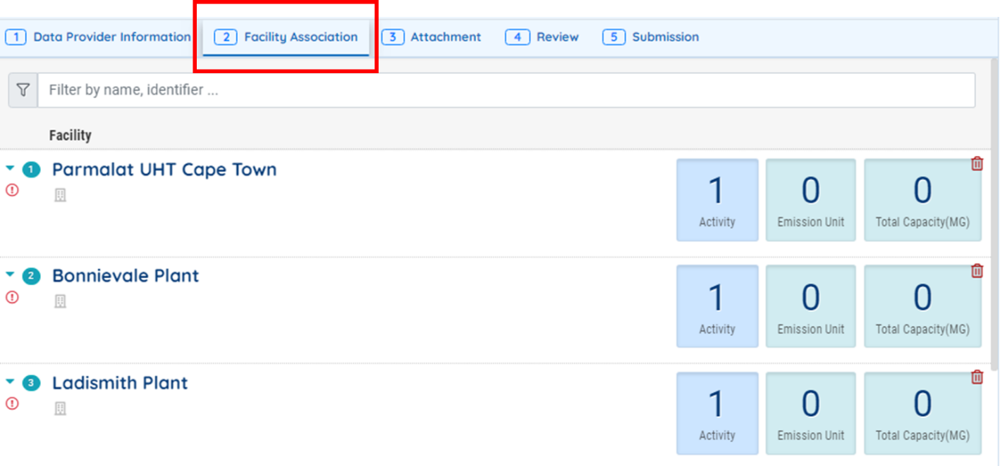 1 Data Provider Information 2 Facility Association 3 Attachment 4 Review 5 Submission
Filter by name, identifier ...
Facility
1 Parmalat UHT Cape Town 1 0 0
Activity Emission Unit Total Capacity(MG)
2 Bonnievale Plant 1 0 0
Activity Emission Unit Total Capacity(MG)
3 Ladismith Plant 1 0 0
Activity Emission Unit Total Capacity(MG)